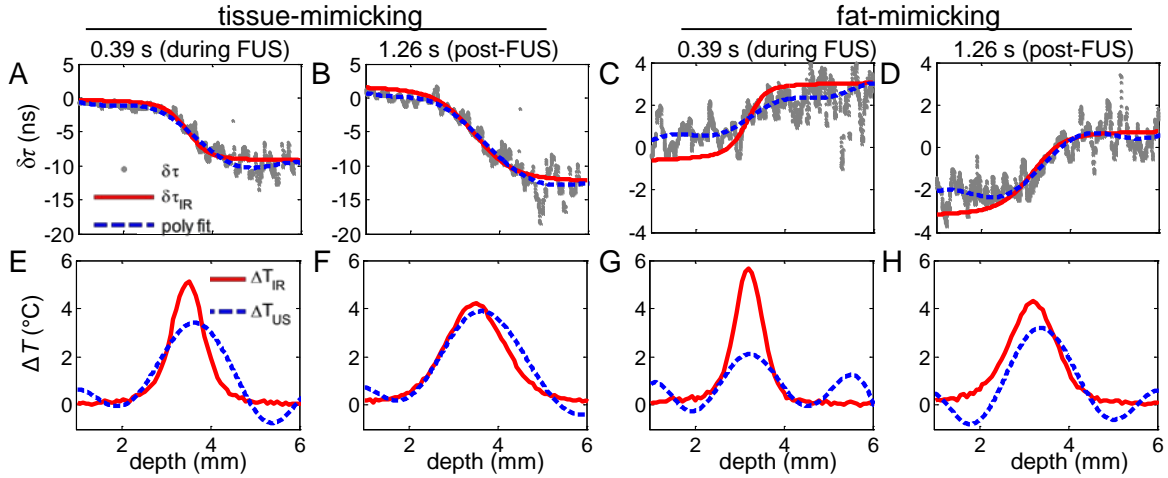 tissue-mimicking
fat-mimicking
0.39 s (during FUS)
1.26 s (post-FUS)
0.39 s (during FUS)
1.26 s (post-FUS)
A
B
C
D
δτ (ns)
5
0
-5
-10
-15
-20
δτ
δτIR
poly fit
5
0
-5
-10
-15
-20
4
2
0
-2
-4
4
2
0
-2
-4
E
F
G
H
ΔT (°C)
6
4
2
0
ΔTIR
ΔTUS
6
4
2
0
6
4
2
0
6
4
2
0
2 4 6
2 4 6
2 4 6
2 4 6
depth (mm)
depth (mm)
depth (mm)
depth (mm)